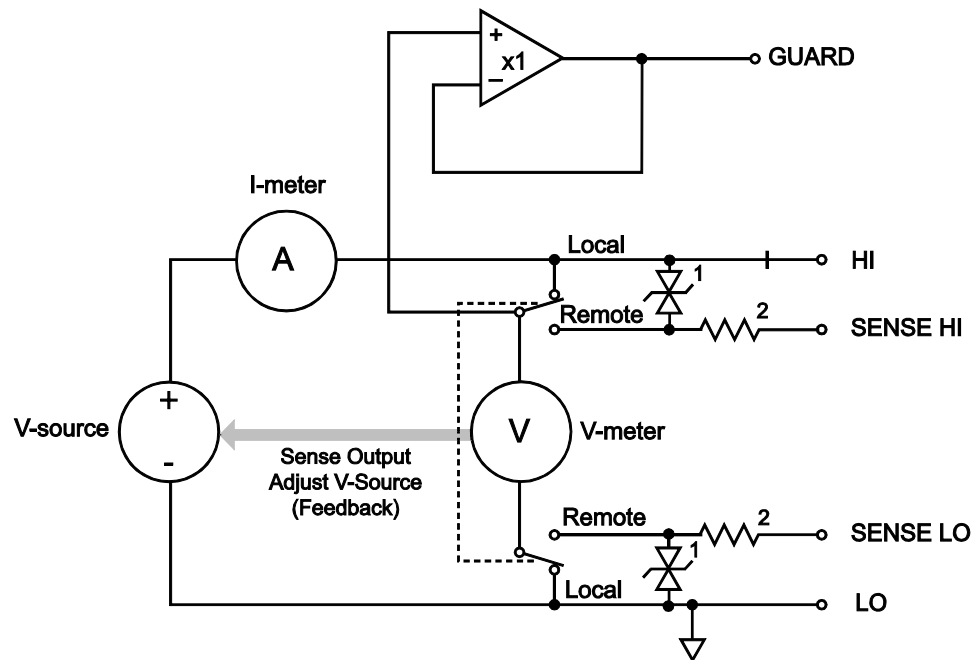 +
x1
−
GUARD
I-meter
A
Local
HI
1
Remote
2
SENSE HI
+
V-source
-
V
V-meter
Sense Output
Adjust V-Source
(Feedback)
Remote
2
SENSE LO
1
Local
LO